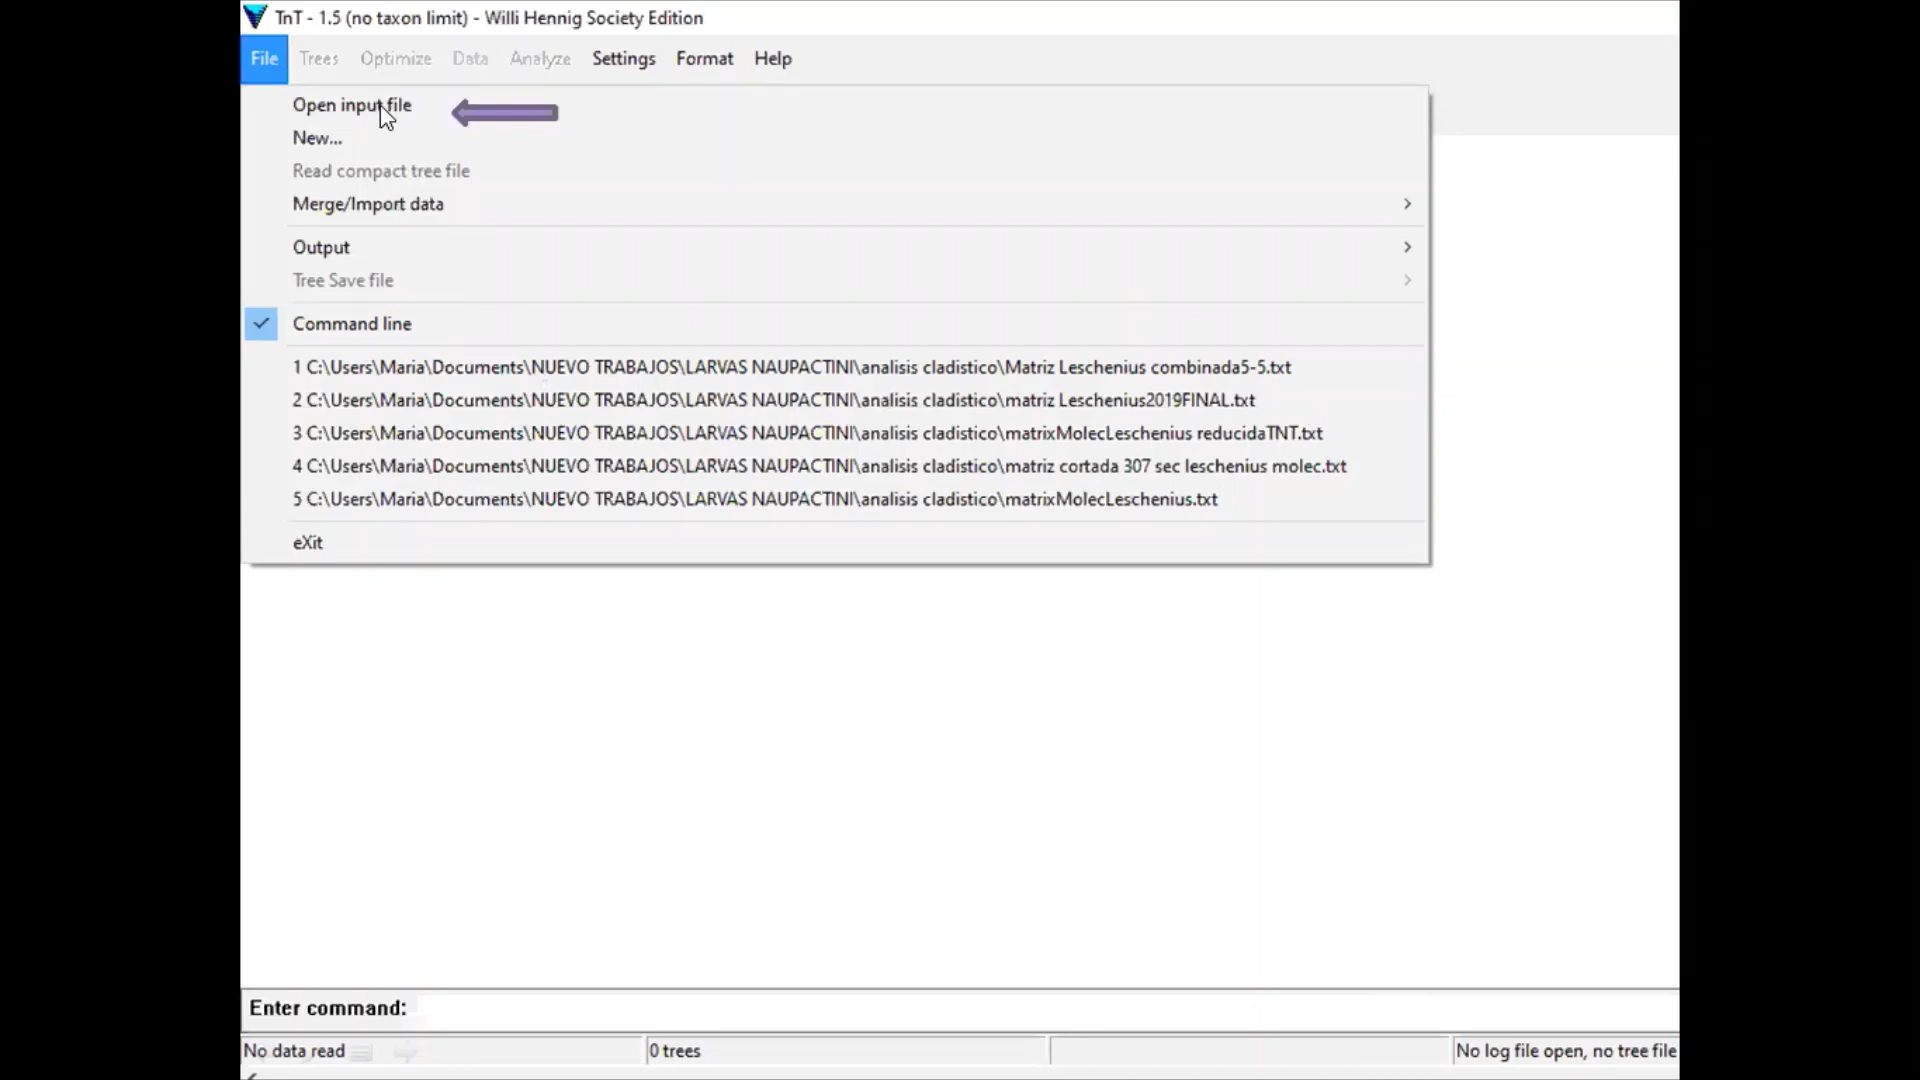 TnT - 1.5 (no taxon limit) - Willi Hennig Society Edition
File Trees Optimize Data Analyze Settings Format Help
Open input file
New...
Read compact tree file
Merge/Import data
Output
Tree Save file
Command line
1 C:\Users\Maria\Documents\NUEVO TRABAJOS\LARVAS NAUPACTINI\analisis cladistico\Matriz Leschenius combinada5-5.txt
2 C:\Users\Maria\Documents\NUEVO TRABAJOS\LARVAS NAUPACTINI\analisis cladistico\matriz Leschenius2019FINAL.txt
3 C:\Users\Maria\Documents\NUEVO TRABAJOS\LARVAS NAUPACTINI\analisis cladistico\matrixMolecLeschenius reducidaTNT.txt
4 C:\Users\Maria\Documents\NUEVO TRABAJOS\LARVAS NAUPACTINI\analisis cladistico\matriz cortada 307 sec leschenius molec.txt
5 C:\Users\Maria\Documents\NUEVO TRABAJOS\LARVAS NAUPACTINI\analisis cladistico\matrixMolecLeschenius.txt
eXit
Enter command:
No data read 0 trees No log file open, no tree file